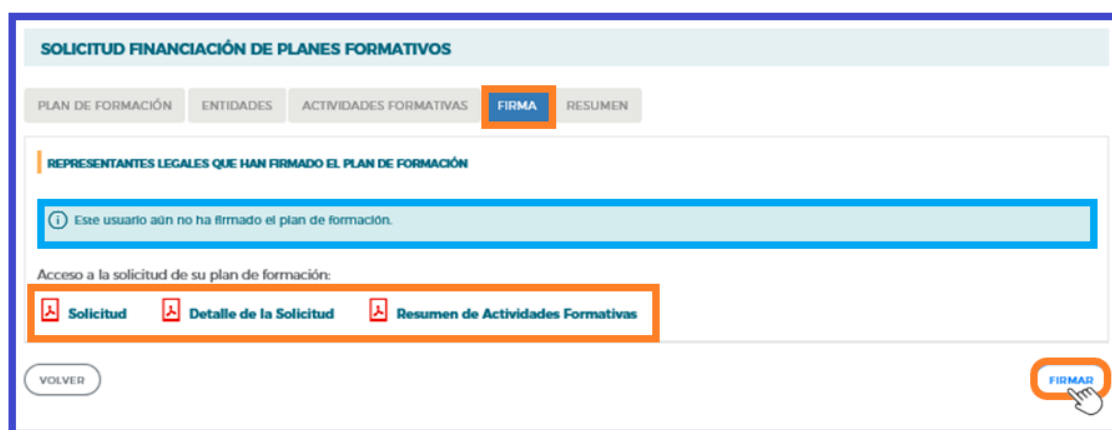 SOLICITUD FINANCIACIÓN DE PLANES FORMATIVOS
PLAN DE FORMACIÓN ENTIDADES ACTIVIDADES FORMATIVAS FIRMA RESUMEN
REPRESENTANTES LEGALES QUE HAN FIRMADO EL PLAN DE FORMACIÓN
Este usuario aún no ha firmado el plan de formación.
Acceso a la solicitud de su plan de formación:
Solicitud Detalle de la Solicitud Resumen de Actividades Formativas
VOLVER FIRMAR